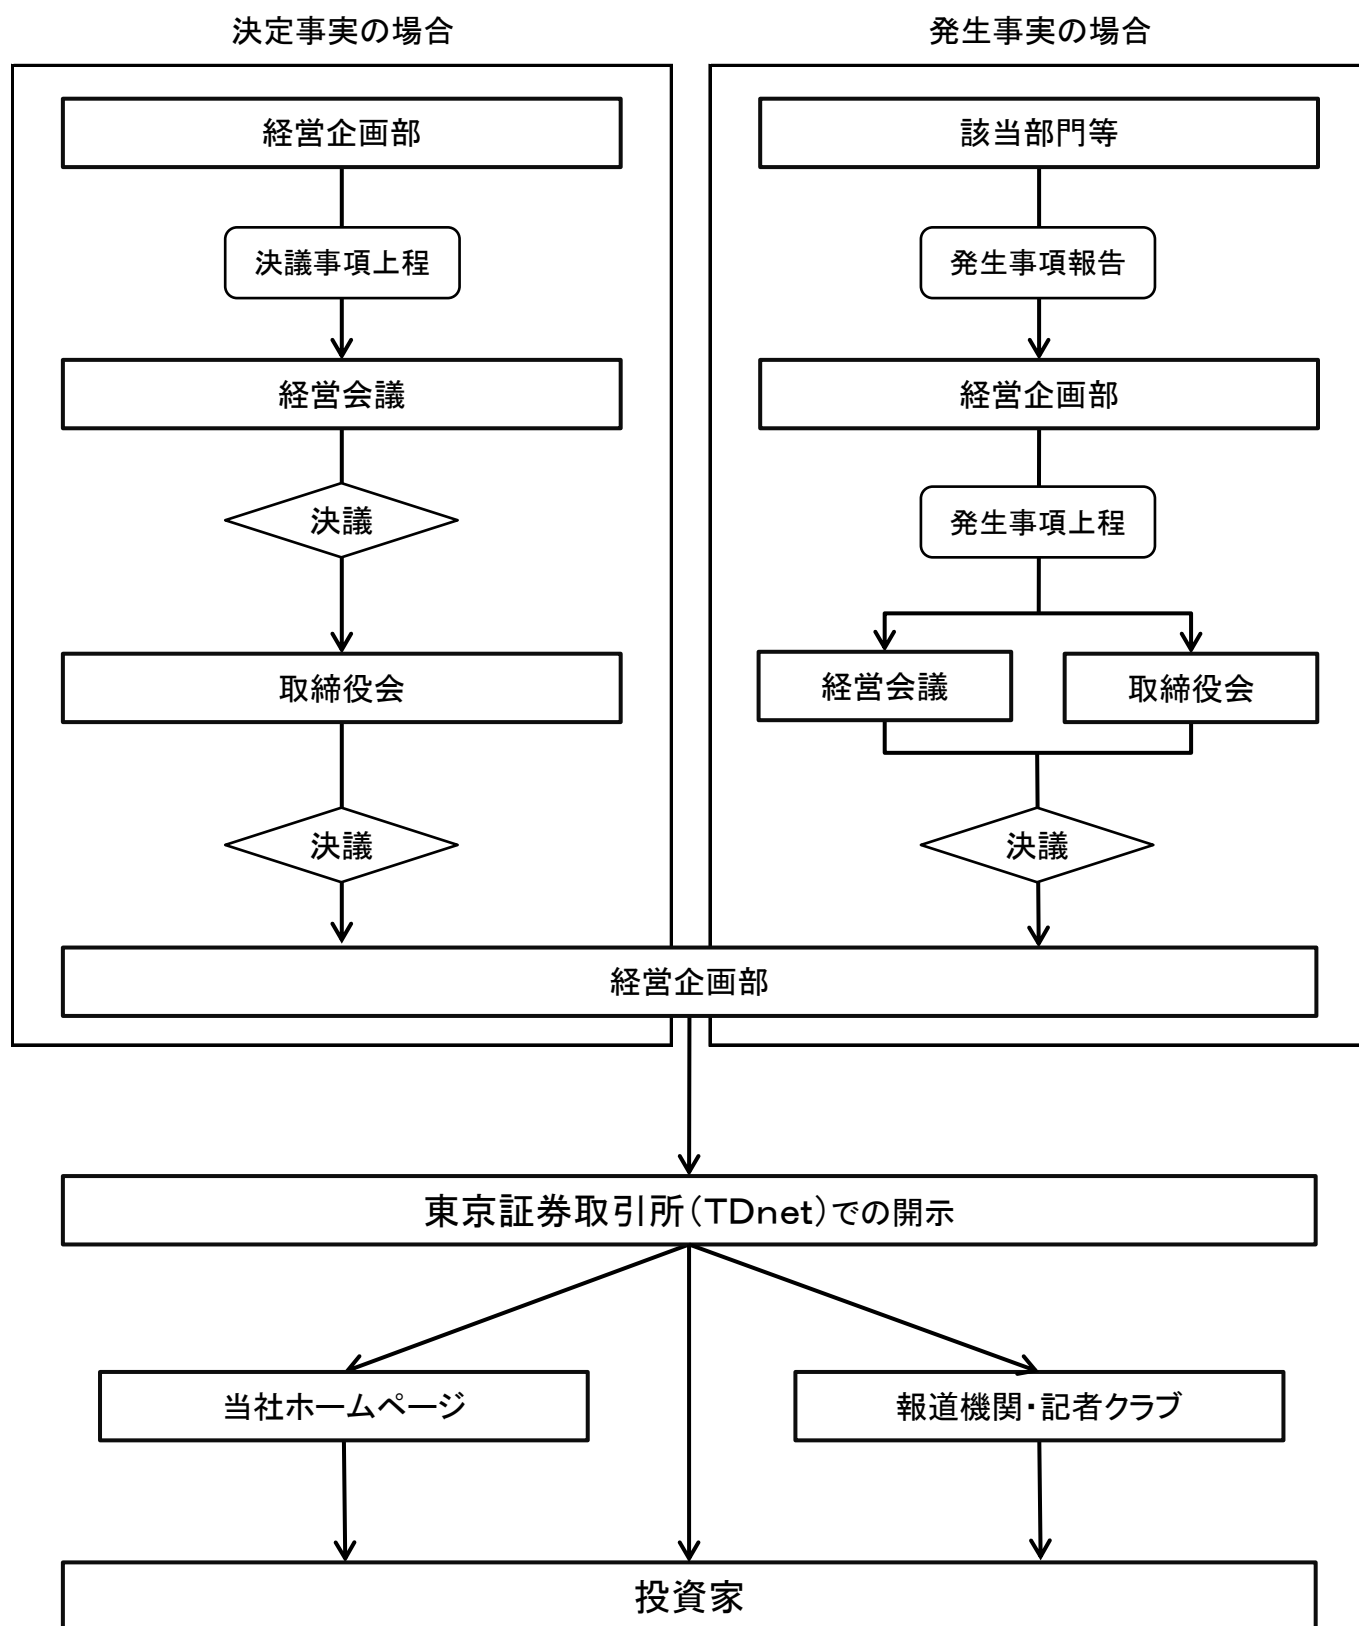 決定事実の場合
発生事実の場合
経営企画部
決議事項上程
経営会議
決議
取締役会
決議
該当部門等
発生事項報告
経営企画部
発生事項上程
経営会議
取締役会
決議
経営企画部
東京証券取引所(TDnet)での開示
当社ホームページ
報道機関・記者クラブ
投資家